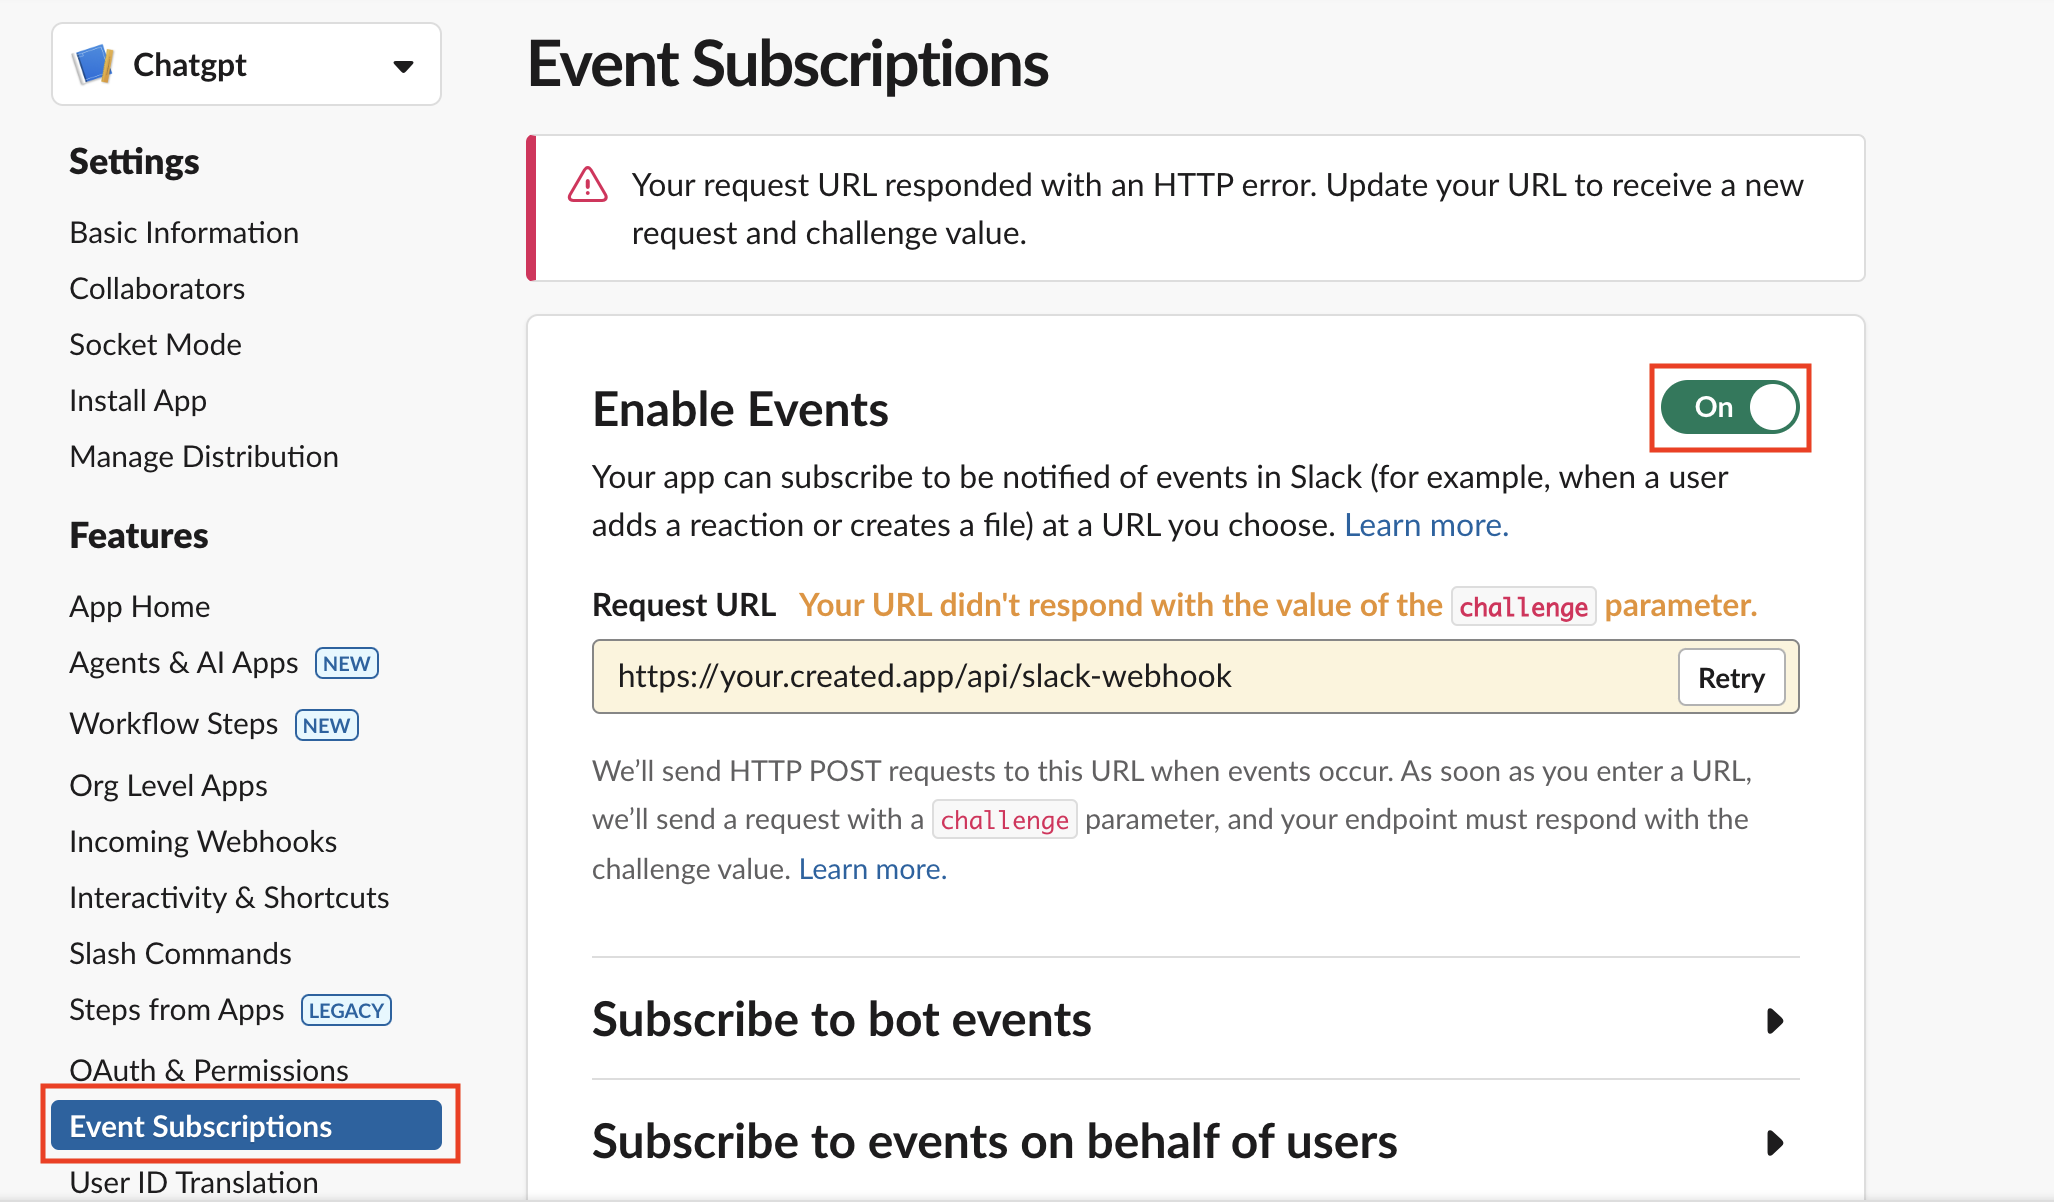 Chatgpt
Settings
Basic Information
Collaborators
Socket Mode
Install App
Manage Distribution
Features
App Home
Agents & AI Apps NEW
Workflow Steps NEW
Org Level Apps
Incoming Webhooks
Interactivity & Shortcuts
Slash Commands
Steps from Apps LEGACY
OAuth & Permissions
Event Subscriptions
User ID Translation
Event Subscriptions
Your request URL responded with an HTTP error. Update your URL to receive a new
request and challenge value.
Enable Events
On
Your app can subscribe to be notified of events in Slack (for example, when a user
adds a reaction or creates a file) at a URL you choose. Learn more.
Request URL Your URL didn't respond with the value of the challenge parameter.
https://your.created.app/api/slack-webhook
Retry
We’ll send HTTP POST requests to this URL when events occur. As soon as you enter a URL,
we’ll send a request with a challenge parameter, and your endpoint must respond with the
challenge value. Learn more.
Subscribe to bot events
Subscribe to events on behalf of users